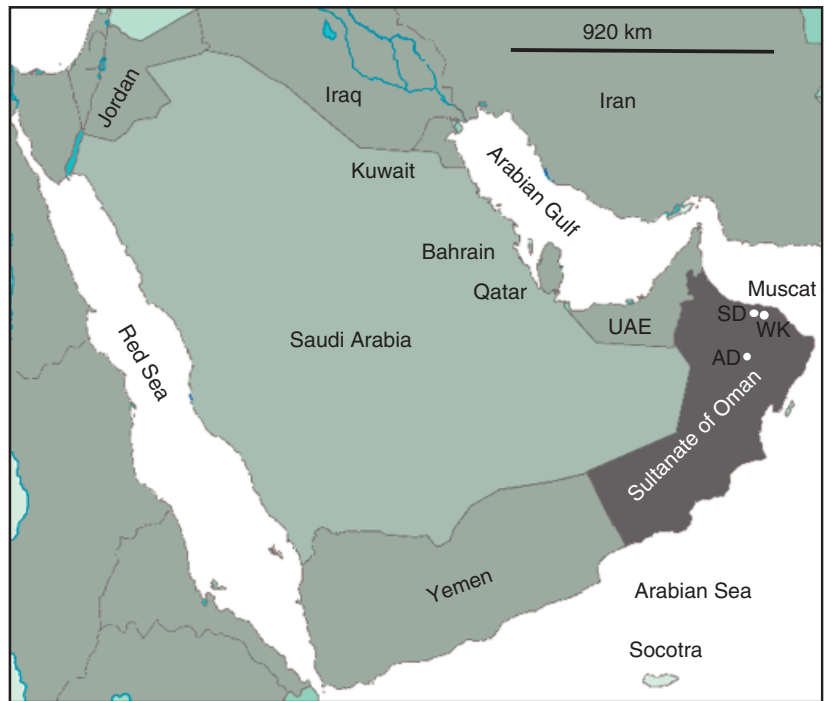 920 km
Jordan
Iraq
Iran
Kuwait
Arabian Gulf
Bahrain
Qatar
Muscat
SD
WK
UAE
Red Sea
Saudi Arabia
AD
Sultanate of Oman
Yemen
Arabian Sea
Socotra